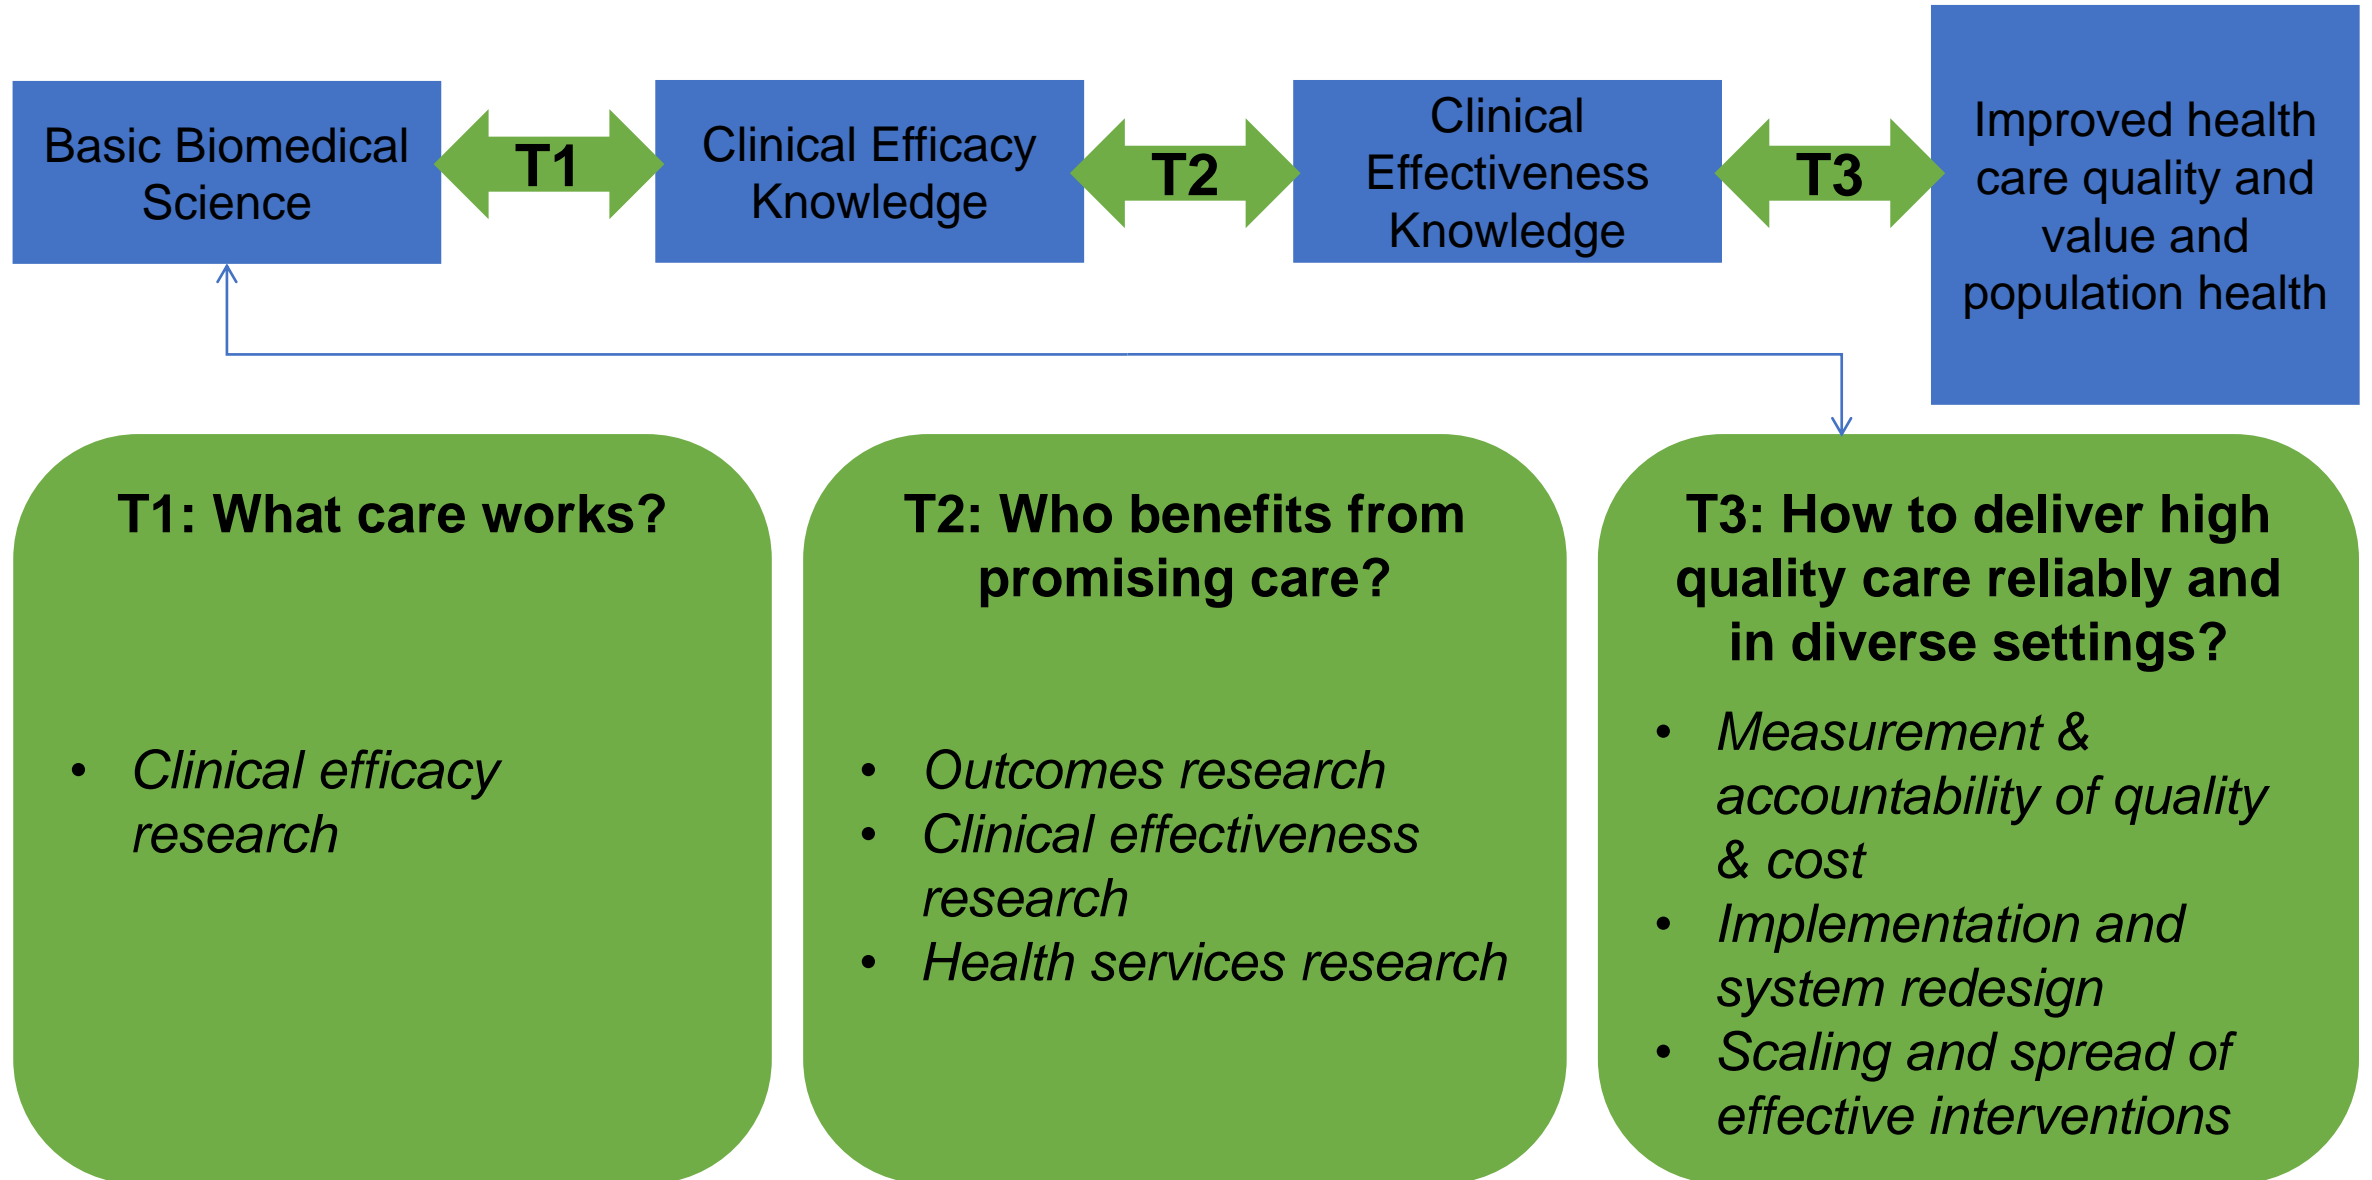 Basic Biomedical
Science
T1
Clinical Efficacy
Knowledge
T2
Clinical
Effectiveness
Knowledge
T3
Improved health
care quality and
value and
population health
T1: What care works?
• Clinical efficacy
research
T2: Who benefits from
promising care?
• Outcomes research
• Clinical effectiveness
research
• Health services research
T3: How to deliver high
quality care reliably and
in diverse settings?
• Measurement &
accountability of quality
& cost
• Implementation and
system redesign
• Scaling and spread of
effective interventions